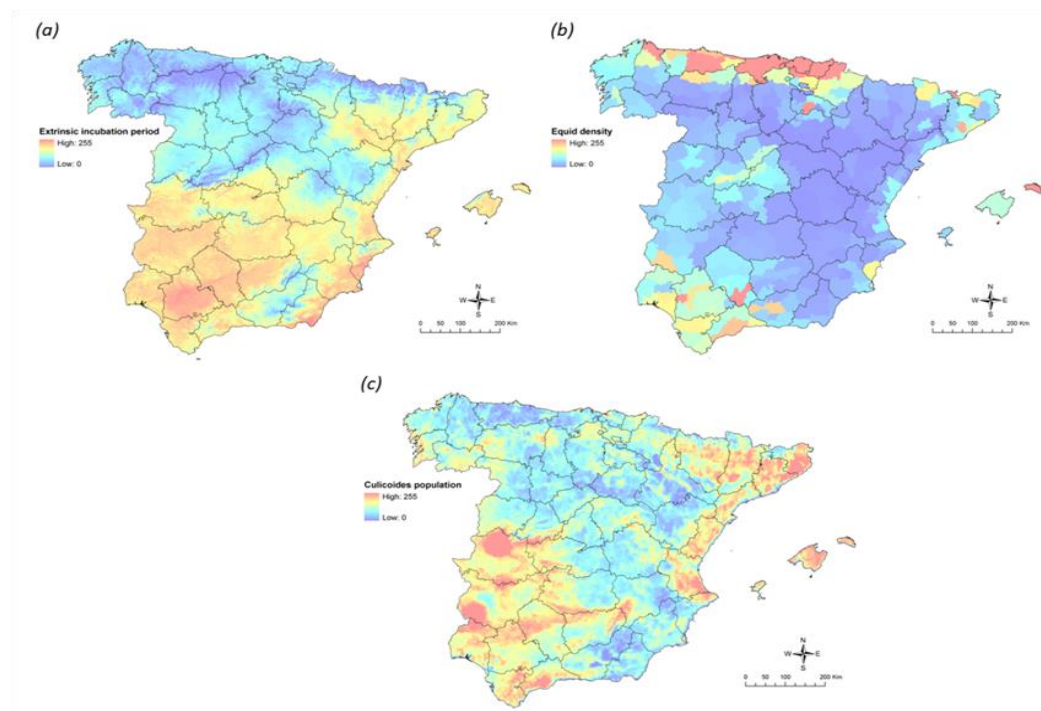 (a)
Extrinsic incubation period
High: 255
Low: 0
N
W E
S
0 50 100 200 Km
(b)
Equid density
High: 255
Low: 0
N
W E
S
0 50 100 200 Km
(c)
Culicoides population
High: 255
Low: 0
N
W E
S
0 50 100 200 Km